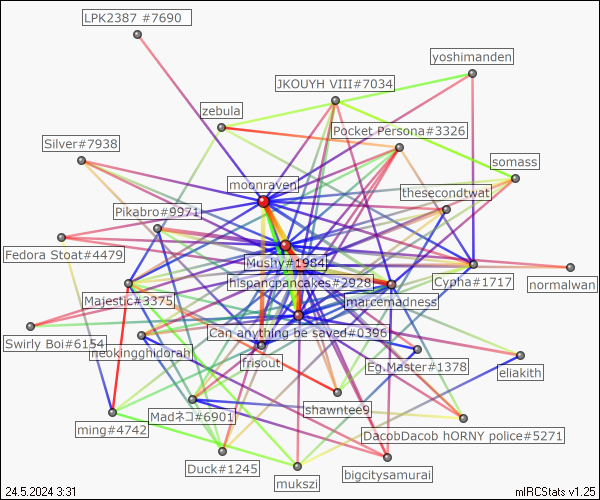 LPK2387 #7690
yoshimanden
JKOUYH VIII#7034
zebula
Pocket Persona#3326
Silver#7938
somass
moonraven
thesecondtwat
Pikabro#9971
Fedora Stoat#4479
Mushy#1984
hispancpancakes#2928
Cypha#1717
normalwan
Majestic#3375
marcemadness
Can anything be saved#0396
Swirly Boi#6154
neokingghidorah
frisout
Eg.Master#1378
eliakith
shawntee9
Madネコ#6901
ming#4742
DacobDacob hORNY police#5271
Duck#1245
bigcitysamurai
mukszi
24.5.2024 3:31
mIRCStats v1.25